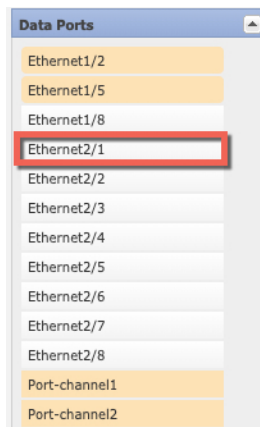 Data Ports
Ethernet1/2
Ethernet1/5
Ethernet1/8
Ethernet2/1
Ethernet2/2
Ethernet2/3
Ethernet2/4
Ethernet2/5
Ethernet2/6
Ethernet2/7
Ethernet2/8
Port-channel1
Port-channel2